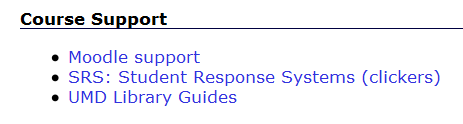 Course Support
Moodle support
SRS: Student Response Systems (clickers)
UMD Library Guides